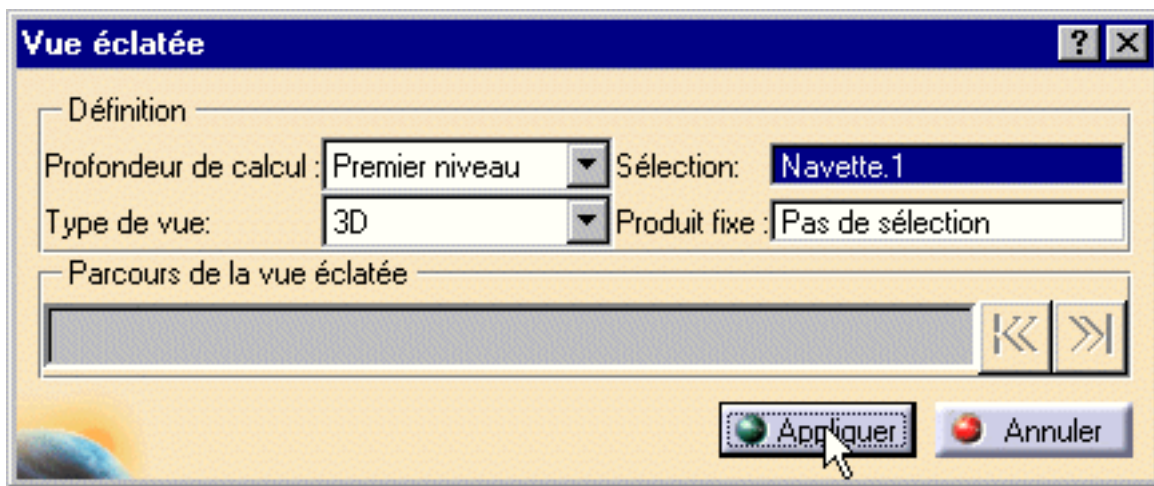 Vue éclatée
Définition
Profondeur de calcul : Premier niveau Sélection: Navette.1
Type de vue: 3D Produit fixe : Pas de sélection
Parcours de la vue éclatée
Appliquer Annuler